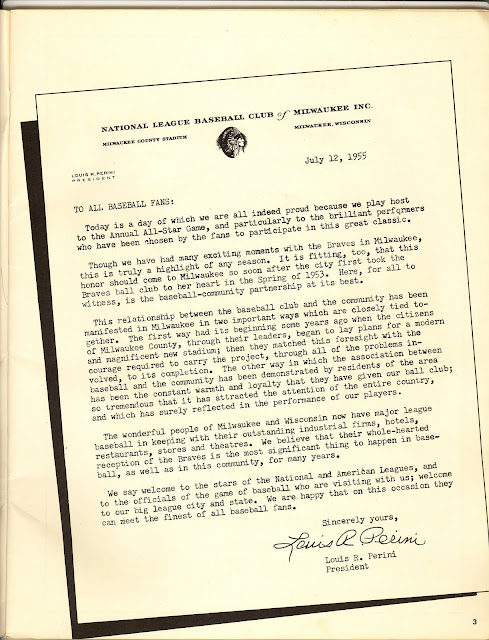 NATIONAL LEAGUE BASEBALL CLUB of MILWAUKEE INC.
MILWAUKEE COUNTY STADIUM
MILWAUKEE, WISCONSIN
LOUIS R. PERINI
PRESIDENT
July 12, 1955
TO ALL BASEBALL FANS:
Today is a day of which we are all indeed proud because we play host
to the Annual All-Star Game, and particularly to the brilliant performers
who have been chosen by the fans to participate in this great classic.
Though we have had many exciting moments with the Braves in Milwaukee,
this is truly a highlight of any season. It is fitting, too, that this
honor should come to Milwaukee so soon after the city first took the
Braves ball club to her heart in the Spring of 1953. Here, for all to
witness, is the baseball-community partnership at its best.
This relationship between the baseball club and the community has been
manifested in Milwaukee in two important ways which are closely tied to-
gether. The first way had its beginning some years ago when the citizens
of Milwaukee County, through their leaders, began to lay plans for a modern
and magnificent new stadium; then they matched this foresight with the
courage required to carry the project, through all of the problems in-
volved, to its completion. The other way in which the association between
baseball and the community has been demonstrated by residents of the area
has been the constant warmth and loyalty that they have given our ball club;
so tremendous that it has attracted the attention of the entire country,
and which has surely reflected in the performance of our players.
The wonderful people of Milwaukee and Wisconsin now have major league
baseball in keeping with their outstanding industrial firms, hotels,
restaurants, stores and theatres. We believe that their whole-hearted
reception of the Braves is the most significant thing to happen in base-
ball, as well as in this community, for many years.
We say welcome to the stars of the National and American Leagues, and
to the officials of the game of baseball who are visiting with us; welcome
to our big league city and state. We are happy that on this occasion they
can meet the finest of all baseball fans.
Sincerely yours,
Louis R Perini
Louis R. Perini
President
3